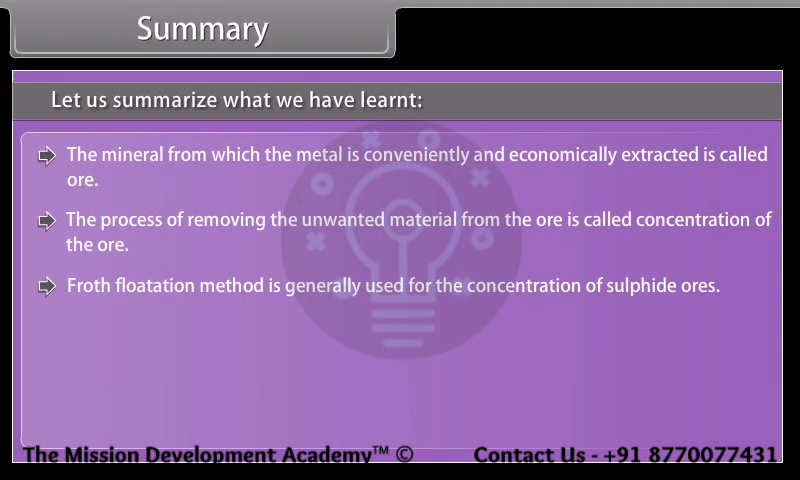 Summary
Let us summarize what we have learnt:
The mineral from which the metal is conveniently and economically extracted is called
ore.
The process of removing the unwanted material from the ore is called concentration of
the ore.
Froth floatation method is generally used for the concentration of sulphide ores.
The Mission Development Academy™ © Contact Us - +91 8770077431